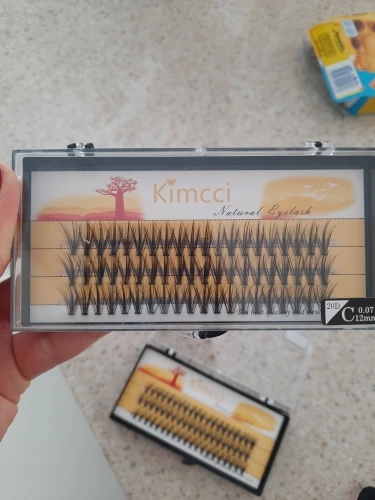 Kimcci
Natural Eyelash
20D
C
0.07
12mm
Kimcci